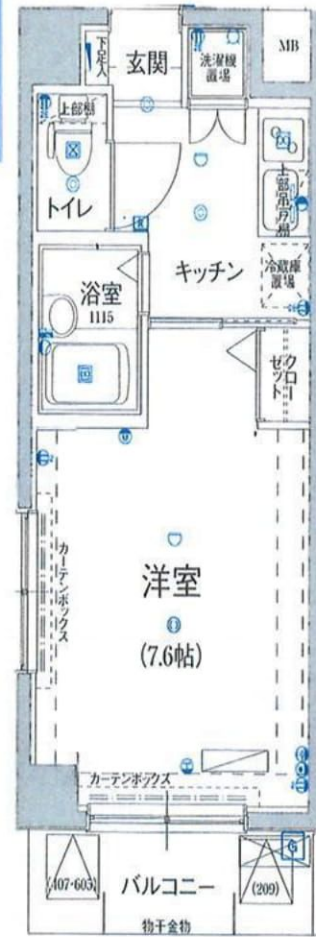 下足入
玄関
洗濯機
置場
MB
上部棚
トイレ
上部吊戸棚
キッチン
冷蔵庫
置場
浴室
1115
クロー
ゼット
洋室
(7.6帖)
カーテンボックス
カーテンボックス
(407·605)
バルコニー
(209)
G
物干金物